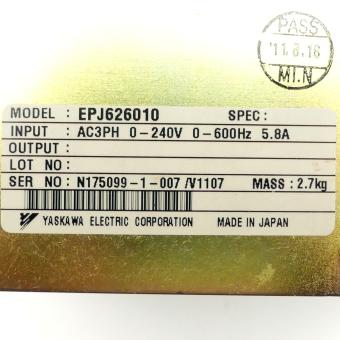 PASS
'11.8.18
MI.N
MODEL : EPJ626010 SPEC :
INPUT : AC3PH 0-240V 0-600Hz 5.8A
OUTPUT :
LOT NO :
SER NO : N175099-1-007 /V1107 MASS : 2.7kg
YASKAWA ELECTRIC CORPORATION MADE IN JAPAN